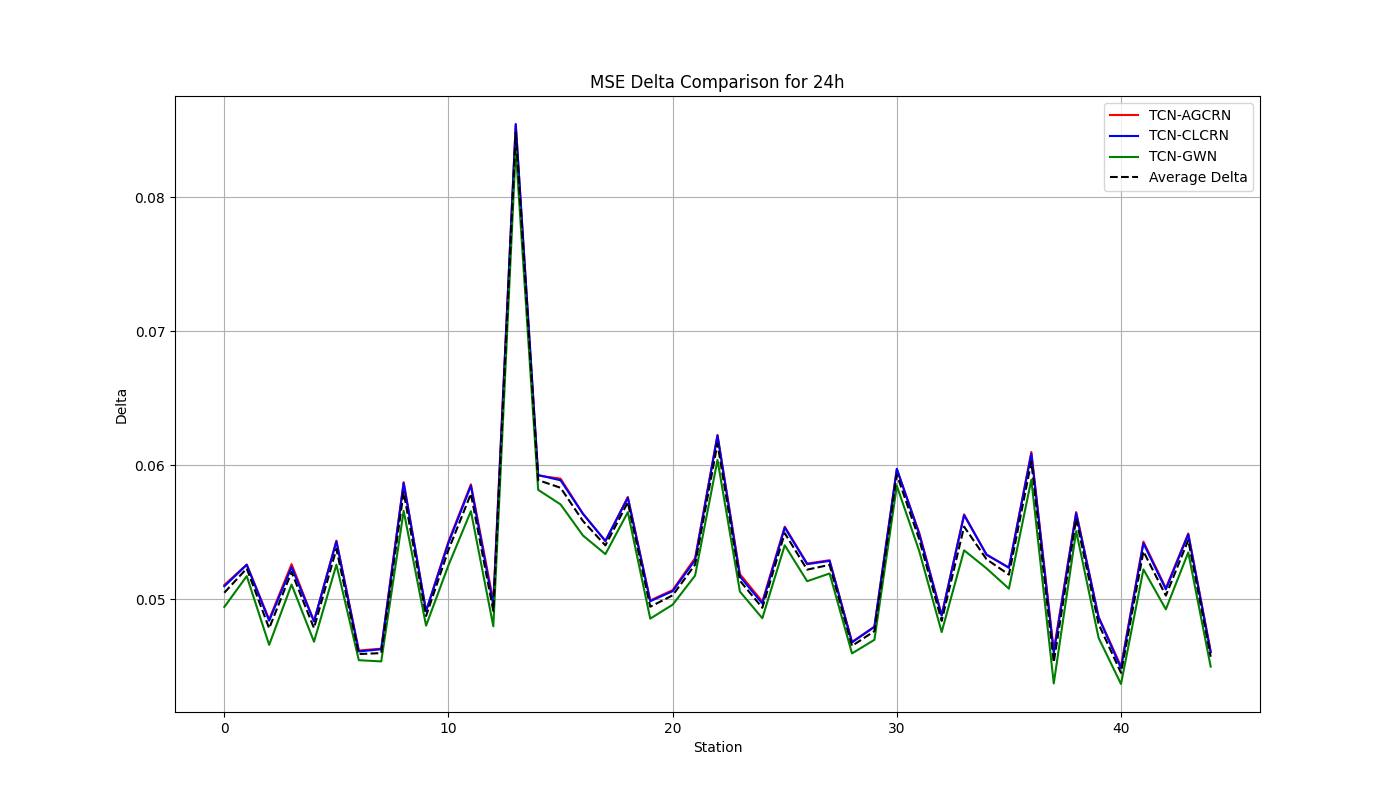 MSE Delta Comparison for 24h
TCN-AGCRN
TCN-CLCRN
TCN-GWN
Average Delta
0.08
0.07
0.06
0.05
Delta
0
10
20
30
40
Station